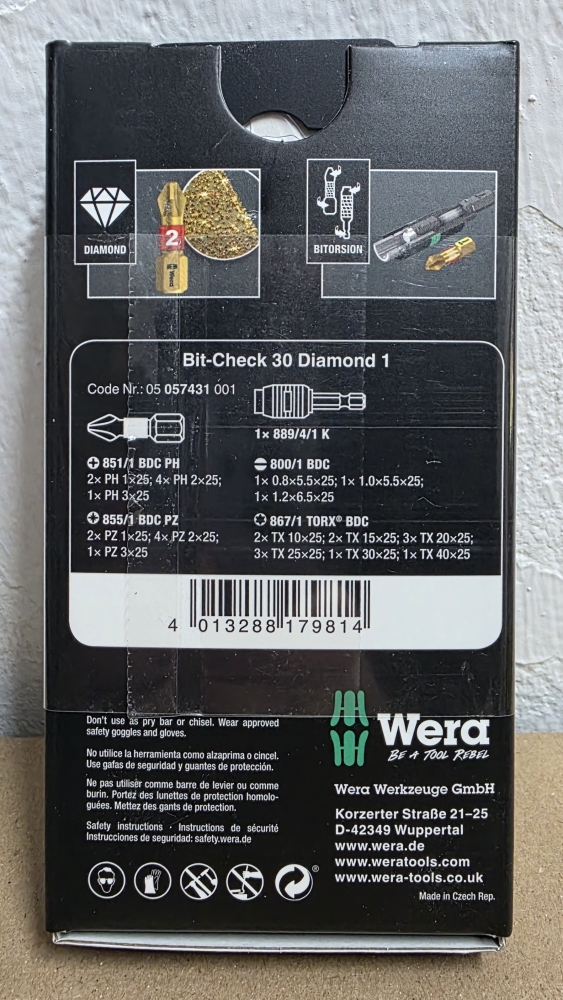 DIAMOND
2
Wera
BITORSION
Bit-Check 30 Diamond 1
Code Nr.: 05 057431 001
1× 889/4/1 K
851/1 BDC PH
2× PH 1×25; 4× PH 2×25;
1× PH 3×25
800/1 BDC
1× 0.8×5.5×25; 1× 1.0×5.5×25;
1× 1.2×6.5×25
855/1 BDC PZ
2× PZ 1×25; 4× PZ 2×25;
1× PZ 3×25
867/1 TORX® BDC
2× TX 10×25; 2× TX 15×25; 3× TX 20×25;
3× TX 25×25; 1× TX 30×25; 1× TX 40×25
4 013288 179814
Don't use as pry bar or chisel. Wear approved
safety goggles and gloves.
No utilice la herramienta como alzaprima o cincel.
Use gafas de seguridad y guantes de protección.
Ne pas utiliser comme barre de levier ou comme
burin. Portez des lunettes de protection homolo-
guées. Mettez des gants de protection.
Safety instructions · Instructions de sécurité
Instrucciones de seguridad: safety.wera.de
®
Wera
BE A TOOL REBEL
Wera Werkzeuge GmbH
Korzerter Straße 21–25
D-42349 Wuppertal
www.wera.de
www.weratools.com
www.wera-tools.co.uk
Made in Czech Rep.